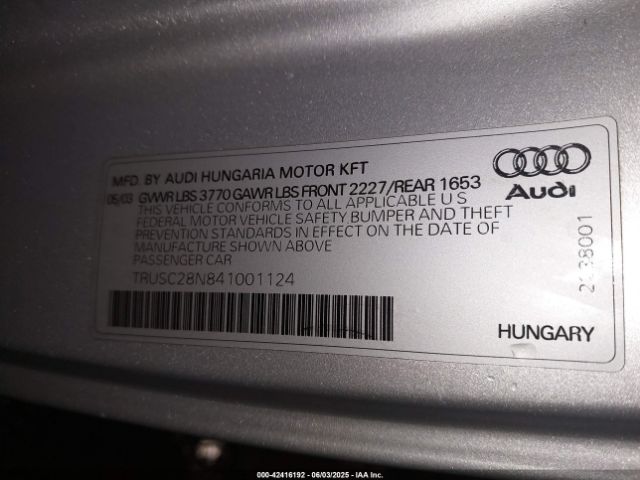 MFD. BY AUDI HUNGARIA MOTOR KFT
05/03 GVWR LBS 3770 GAWR LBS FRONT 2227/REAR 1653
THIS VEHICLE CONFORMS TO ALL APPLICABLE U S
FEDERAL MOTOR VEHICLE SAFETY BUMPER AND THEFT
PREVENTION STANDARDS IN EFFECT ON THE DATE OF
MANUFACTURE SHOWN ABOVE
PASSENGER CAR
TRUSC28N841001124
Audi
HUNGARY
000-42416192 - 06/03/2025 - IAA Inc.